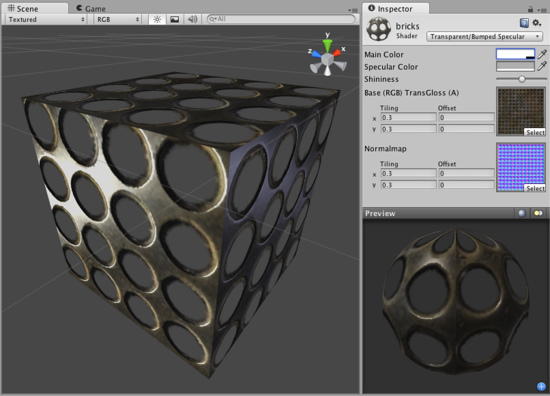 Scene
Game
Textured
RGB
All
y
z
x
Inspector
bricks
Shader
Transparent/Bumped Specular
Main Color
Specular Color
Shininess
Base (RGB) TransGloss (A)
Tiling Offset
x 0.3 0
y 0.3 0
Select
Normalmap
Tiling Offset
x 0.3 0
y 0.3 0
Select
Preview